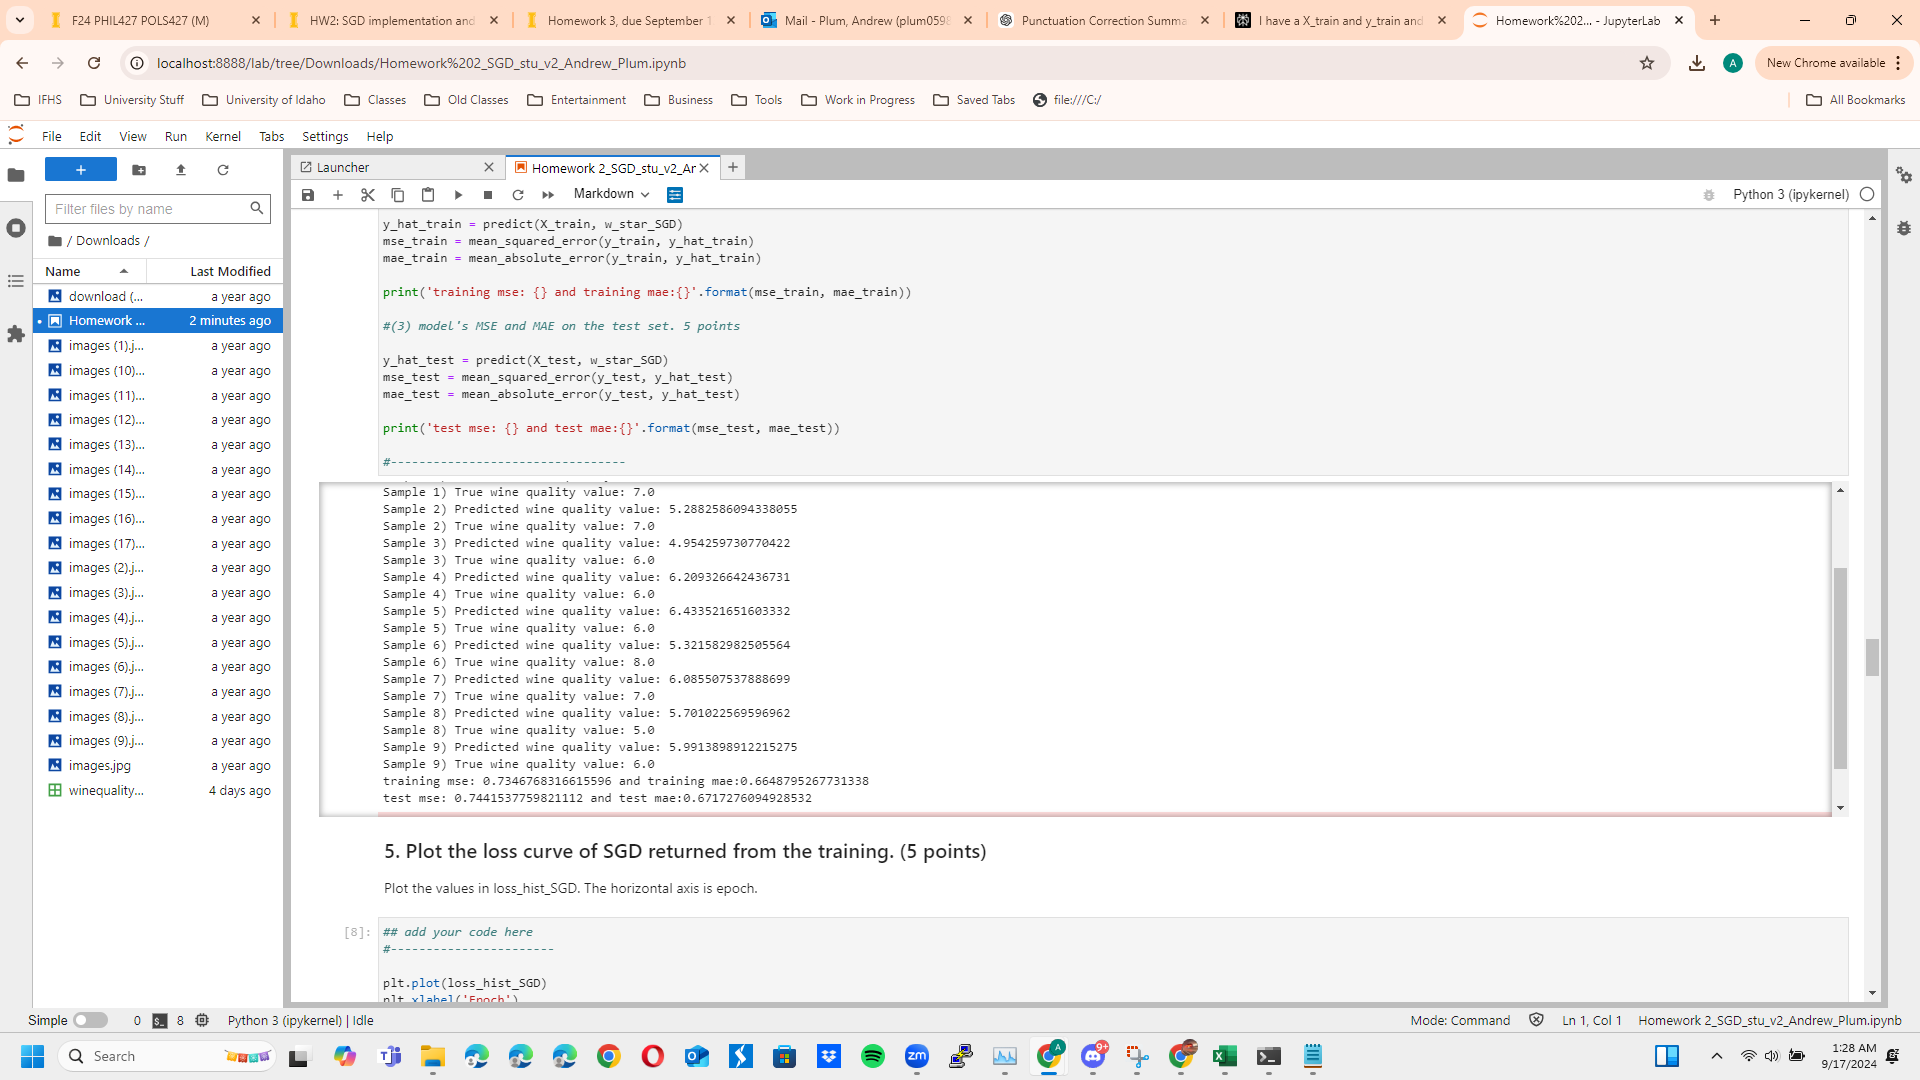 F24 PHIL427 POLS427 (M)
HW2: SGD implementation and
Homework 3, due September 1
Mail - Plum, Andrew (plum0598
Punctuation Correction Summa
I have a X_train and y_train and
Homework%202... - JupyterLab
localhost:8888/lab/tree/Downloads/Homework%202_SGD_stu_v2_Andrew_Plum.ipynb
A
New Chrome available
IFHS
University Stuff
University of Idaho
Classes
Old Classes
Entertainment
Business
Tools
Work in Progress
Saved Tabs
file:///C:/
All Bookmarks
File Edit View Run Kernel Tabs Settings Help
Launcher
Homework 2_SGD_stu_v2_Ar
Markdown
Python 3 (ipykernel)
Filter files by name
/ Downloads /
Name Last Modified
download (... a year ago
Homework ... 2 minutes ago
images (1).j... a year ago
images (10)... a year ago
images (11)... a year ago
images (12)... a year ago
images (13)... a year ago
images (14)... a year ago
images (15)... a year ago
images (16)... a year ago
images (17)... a year ago
images (2).j... a year ago
images (3).j... a year ago
images (4).j... a year ago
images (5).j... a year ago
images (6).j... a year ago
images (7).j... a year ago
images (8).j... a year ago
images (9).j... a year ago
images.jpg a year ago
winequality... 4 days ago
y_hat_train = predict(X_train, w_star_SGD)
mse_train = mean_squared_error(y_train, y_hat_train)
mae_train = mean_absolute_error(y_train, y_hat_train)
print('training mse: {} and training mae:{}'.format(mse_train, mae_train))
#(3) model's MSE and MAE on the test set. 5 points
y_hat_test = predict(X_test, w_star_SGD)
mse_test = mean_squared_error(y_test, y_hat_test)
mae_test = mean_absolute_error(y_test, y_hat_test)
print('test mse: {} and test mae:{}'.format(mse_test, mae_test))
#---------------------------------
Sample 1) True wine quality value: 7.0
Sample 2) Predicted wine quality value: 5.2882586094338055
Sample 2) True wine quality value: 7.0
Sample 3) Predicted wine quality value: 4.954259730770422
Sample 3) True wine quality value: 6.0
Sample 4) Predicted wine quality value: 6.209326642436731
Sample 4) True wine quality value: 6.0
Sample 5) Predicted wine quality value: 6.433521651603332
Sample 5) True wine quality value: 6.0
Sample 6) Predicted wine quality value: 5.321582982505564
Sample 6) True wine quality value: 8.0
Sample 7) Predicted wine quality value: 6.085507537888699
Sample 7) True wine quality value: 7.0
Sample 8) Predicted wine quality value: 5.701022569596962
Sample 8) True wine quality value: 5.0
Sample 9) Predicted wine quality value: 5.9913898912215275
Sample 9) True wine quality value: 6.0
training mse: 0.7346768316615596 and training mae:0.6648795267731338
test mse: 0.7441537759821112 and test mae:0.6717276094928532
5. Plot the loss curve of SGD returned from the training. (5 points)
Plot the values in loss_hist_SGD. The horizontal axis is epoch.
[8]:
## add your code here
#-----------------------
plt.plot(loss_hist_SGD)
plt.xlabel('Epoch')
Simple 0 8 Python 3 (ipykernel) | Idle
Mode: Command Ln 1, Col 1 Homework 2_SGD_stu_v2_Andrew_Plum.ipynb
Search
zm
A
9+
1:28 AM
9/17/2024